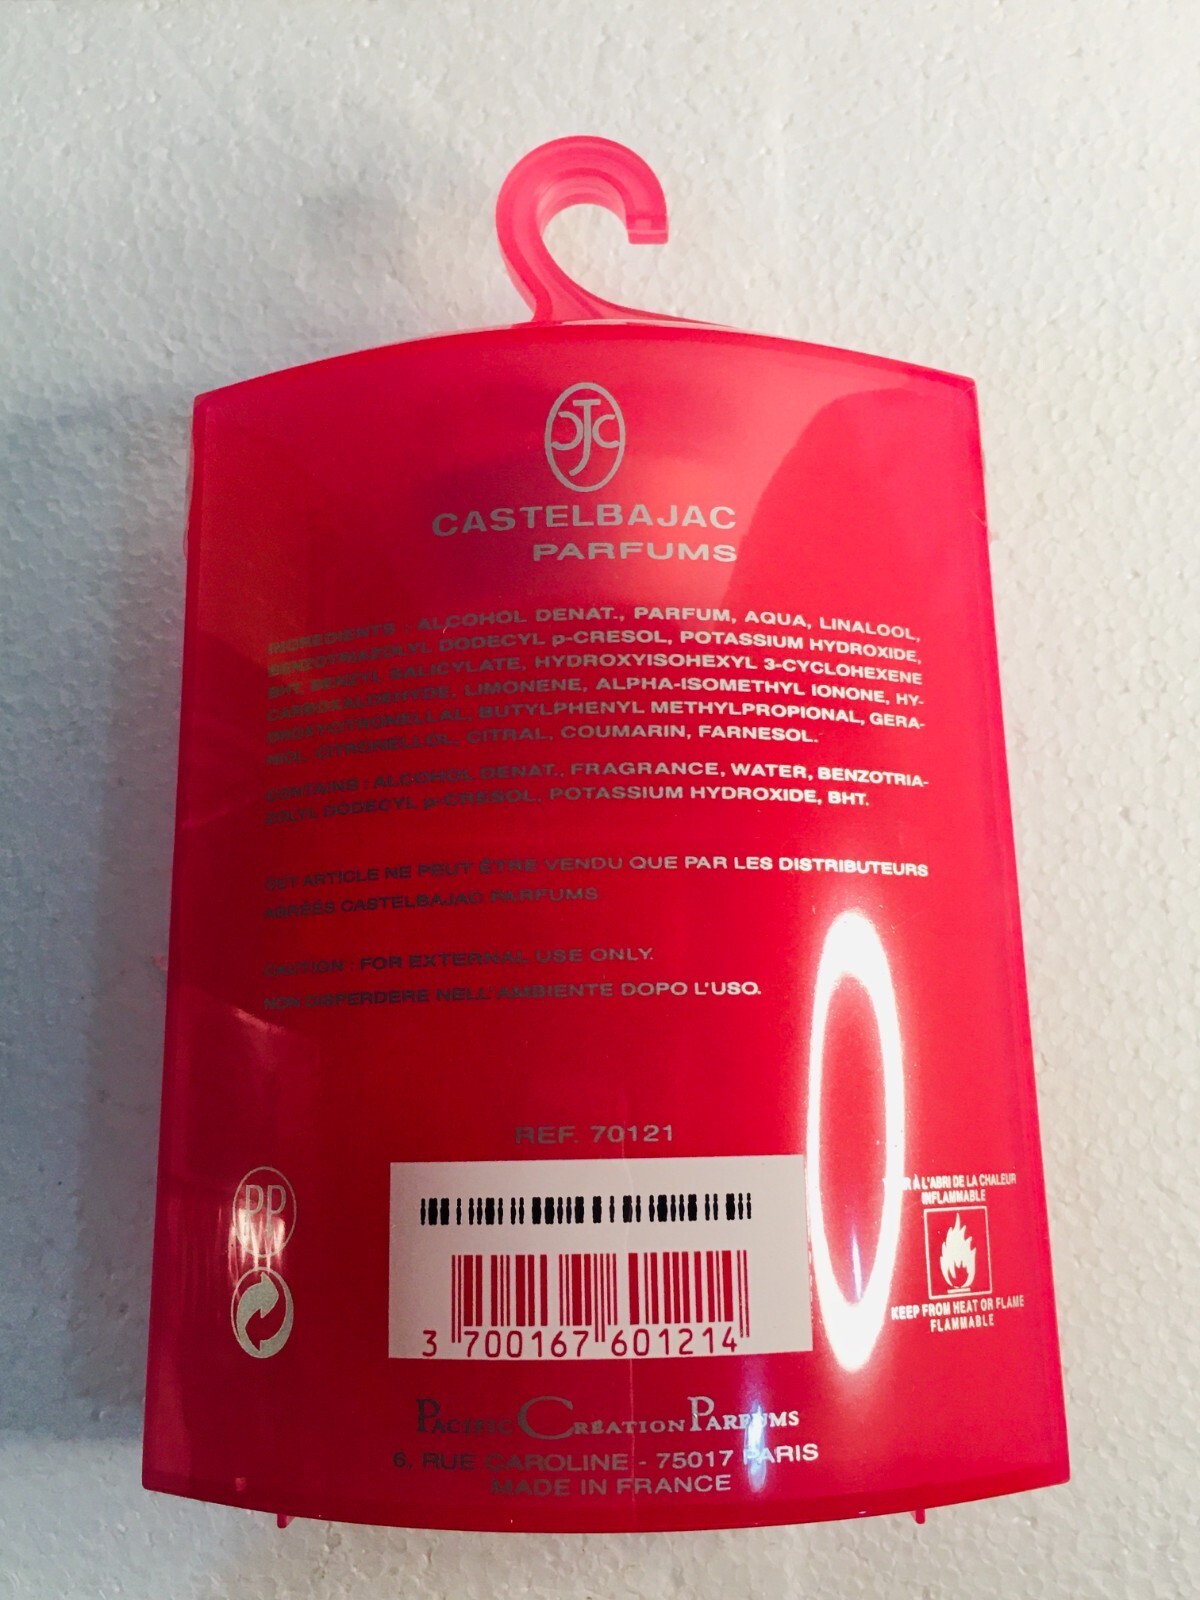 JCC
CASTELBAJAC
PARFUMS
INGREDIENTS : ALCOHOL DENAT., PARFUM, AQUA, LINALOOL,
BENZOTRIAZOLYL DODECYL p-CRESOL, POTASSIUM HYDROXIDE,
BHT, BENZYL SALICYLATE, HYDROXYISOHEXYL 3-CYCLOHEXENE
CARBOXALDEHYDE, LIMONENE, ALPHA-ISOMETHYL IONONE, HY-
DROXYCITRONELLAL, BUTYLPHENYL METHYLPROPIONAL, GERA-
NIOL, CITRONELLOL, CITRAL, COUMARIN, FARNESOL.
CONTAINS : ALCOHOL DENAT., FRAGRANCE, WATER, BENZOTRIA-
ZOLYL DODECYL p-CRESOL, POTASSIUM HYDROXIDE, BHT.
CET ARTICLE NE PEUT ÊTRE VENDU QUE PAR LES DISTRIBUTEURS
AGRÉÉS CASTELBAJAC PARFUMS
CAUTION : FOR EXTERNAL USE ONLY.
NON DISPERDERE NELL'AMBIENTE DOPO L'USO.
REF. 70121
PP
À L'ABRI DE LA CHALEUR
INFLAMMABLE
KEEP FROM HEAT OR FLAME
FLAMMABLE
3 700167 601214
PACIFIC CRÉATION PARFUMS
6, RUE CAROLINE - 75017 PARIS
MADE IN FRANCE